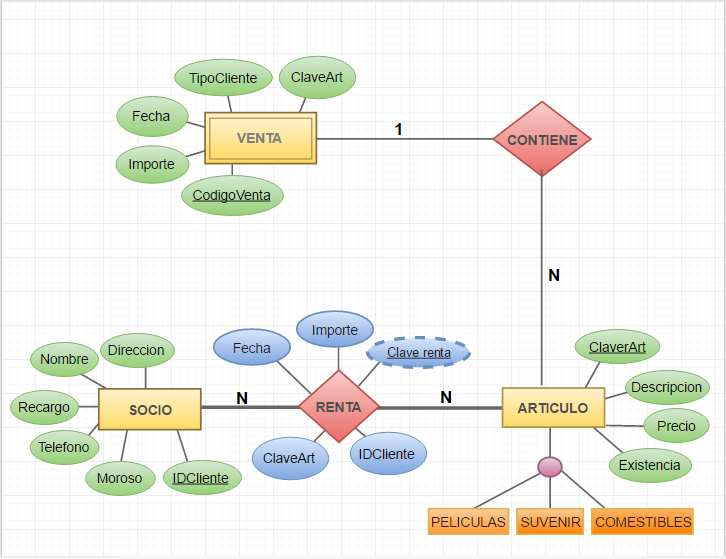 TipoCliente
ClaveArt
Fecha
VENTA
1
CONTIENE
Importe
CodigoVenta
N
Importe
Fecha
Clave renta
ClaverArt
Direccion
Nombre
Descripcion
Recargo
SOCIO
N
RENTA
N
ARTICULO
Precio
Telefono
ClaveArt
IDCliente
Existencia
Moroso
IDCliente
PELICULAS
SUVENIR
COMESTIBLES